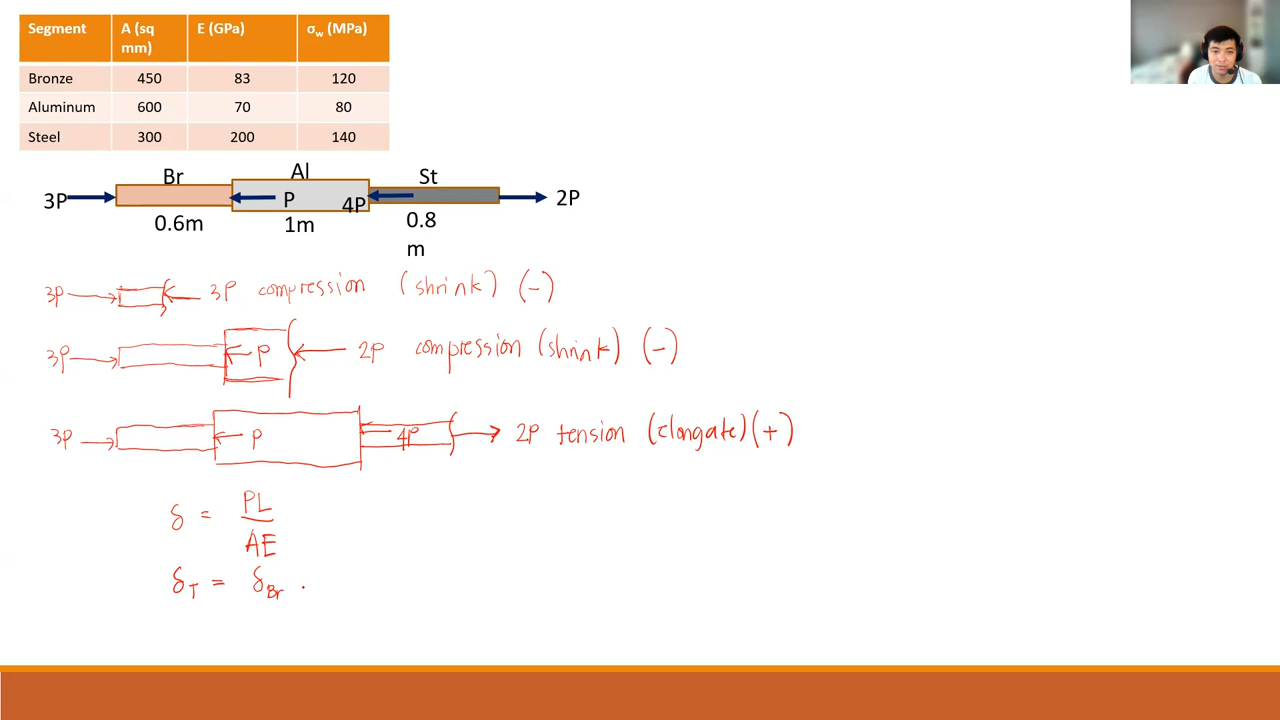 Segment A (sq mm) E (GPa) σw (MPa)
Bronze 450 83 120
Aluminum 600 70 80
Steel 300 200 140
Br Al St
3P P 4P 2P
0.6m 1m 0.8
m
3P 3P compression (shrink) (-)
3P P 2P compression (shrink) (-)
3P P 4P 2P tension (elongate) (+)
δ = PL
AE
δT = δBr